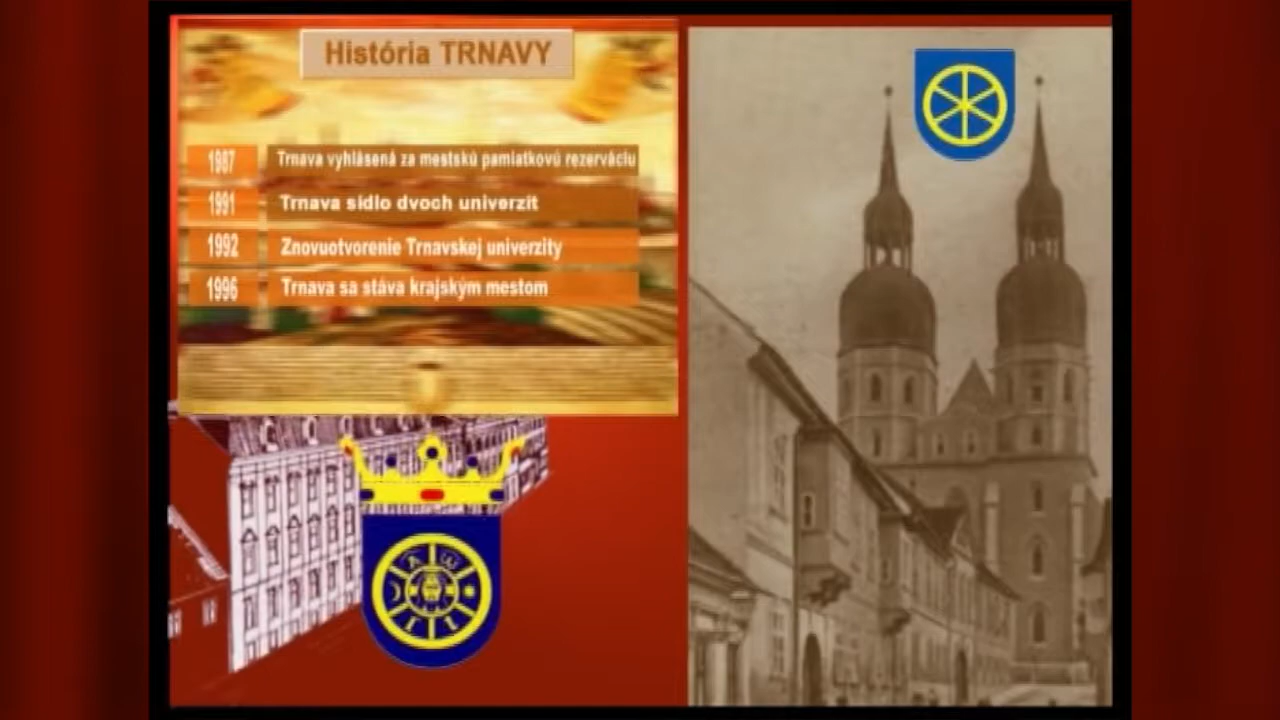 História TRNAVY
1987 Trnava vyhlásená za mestskú pamiatkovú rezerváciu
1991 Trnava sídlo dvoch univerzít
1992 Znovuotvorenie Trnavskej univerzity
1996 Trnava sa stáva krajským mestom